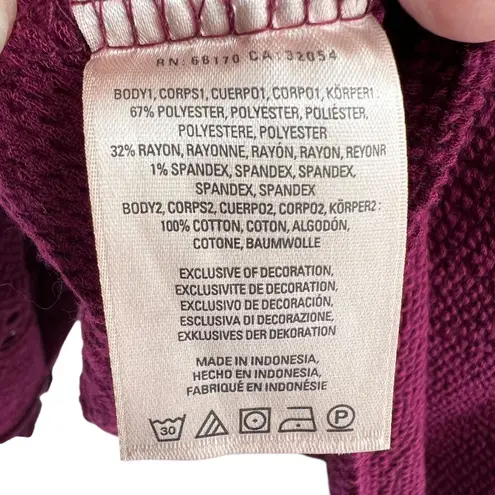 RN: 66170 CA: 32054
BODY1, CORPS1, CUERPO1, CORPO1, KÖRPER1:
67% POLYESTER, POLYESTER, POLIÉSTER,
POLYESTERE, POLYESTER
32% RAYON, RAYONNE, RAYÓN, RAYON, REYONR
1% SPANDEX, SPANDEX, SPANDEX,
SPANDEX, SPANDEX
BODY2, CORPS2, CUERPO2, CORPO2, KÖRPER2:
100% COTTON, COTON, ALGODÓN,
COTONE, BAUMWOLLE
EXCLUSIVE OF DECORATION,
EXCLUSIVITE DE DECORATION,
EXCLUSIVO DE DECORACIÓN,
ESCLUSIVA DI DECORAZIONE,
EXKLUSIVES DER DEKORATION
MADE IN INDONESIA,
HECHO EN INDONESIA,
FABRIQUÉ EN INDONESIA
30 P